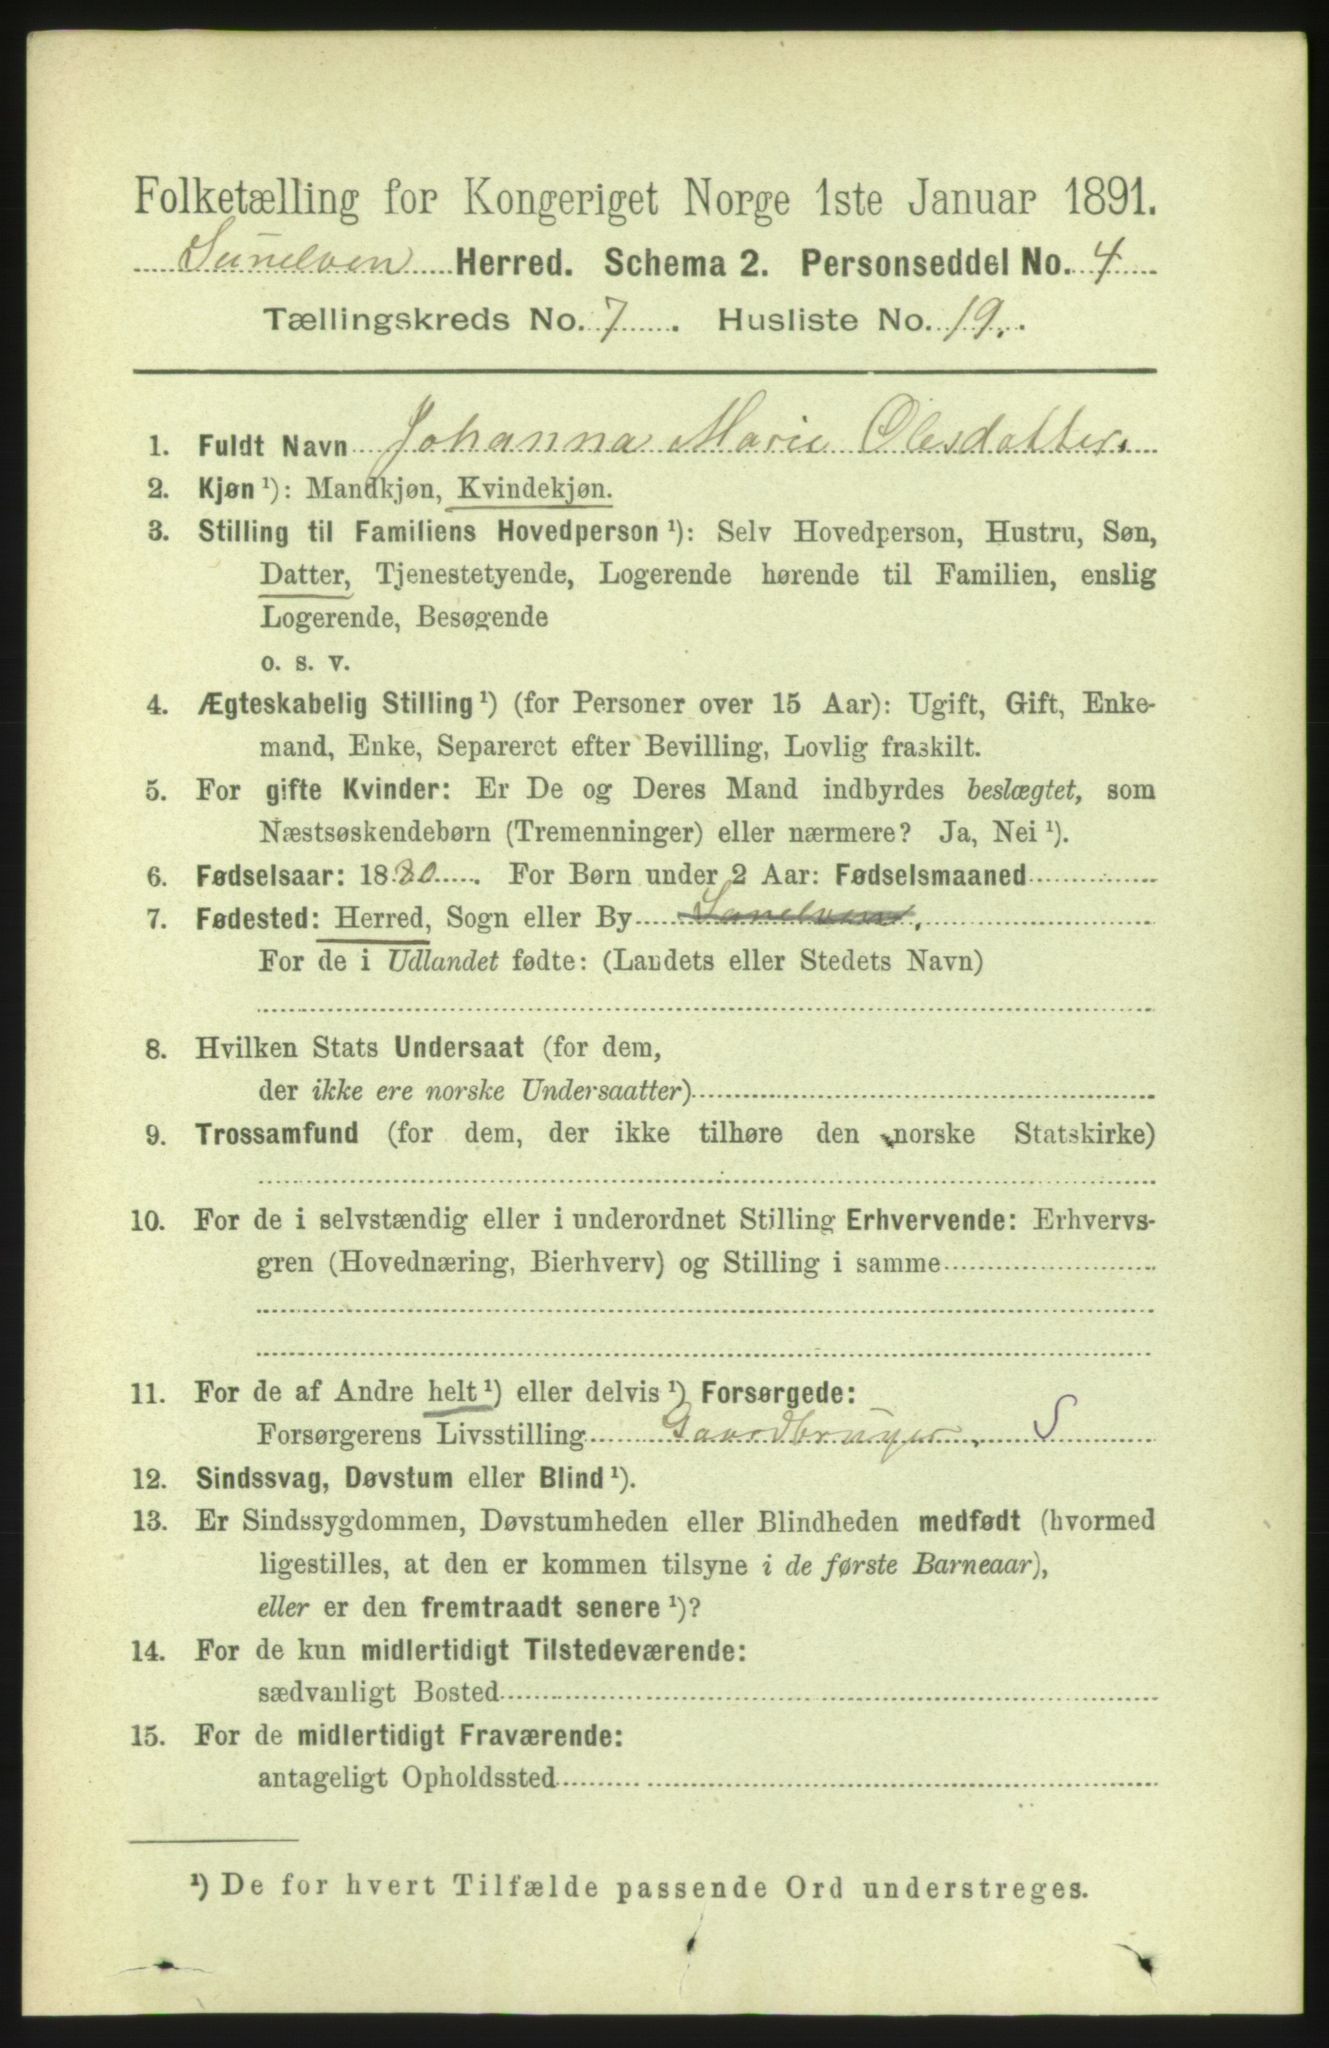 Folketælling for Kongeriget Norge 1ste Januar 1891.
Sunelven Herred. Schema 2. Personseddel No. 4
Tællingskreds No. 7. Husliste No. 19.
1. Fuldt Navn Johanna Marie Olesdatter.
2. Kjøn ¹): Mandkjøn, Kvindekjøn.
3. Stilling til Familiens Hovedperson ¹): Selv Hovedperson, Hustru, Søn,
Datter, Tjenestetyende, Logerende hørende til Familien, enslig
Logerende, Besøgende
o. s. v.
4. Ægteskabelig Stilling ¹) (for Personer over 15 Aar): Ugift, Gift, Enke-
mand, Enke, Separeret efter Bevilling, Lovlig fraskilt.
5. For gifte Kvinder: Er De og Deres Mand indbyrdes beslægtet, som
Næstsøskendebørn (Tremenninger) eller nærmere? Ja, Nei ¹).
6. Fødselsaar: 1880. For Børn under 2 Aar: Fødselsmaaned
7. Fødested: Herred, Sogn eller By Sunelven.
For de i Udlandet fødte: (Landets eller Stedets Navn)
8. Hvilken Stats Undersaat (for dem,
der ikke ere norske Undersaatter)
9. Trossamfund (for dem, der ikke tilhøre den norske Statskirke)
10. For de i selvstændig eller i underordnet Stilling Erhvervende: Erhvervs-
gren (Hovednæring, Bierhverv) og Stilling i samme
11. For de af Andre helt ¹) eller delvis ¹) Forsørgede:
Forsørgerens Livsstilling Gaardbruger. S
12. Sindssvag, Døvstum eller Blind ¹).
13. Er Sindssygdommen, Døvstumheden eller Blindheden medfødt (hvormed
ligestilles, at den er kommen tilsyne i de første Barneaar),
eller er den fremtraadt senere ¹)?
14. For de kun midlertidigt Tilstedeværende:
sædvanligt Bosted
15. For de midlertidigt Fraværende:
antageligt Opholdssted
¹) De for hvert Tilfælde passende Ord understreges.